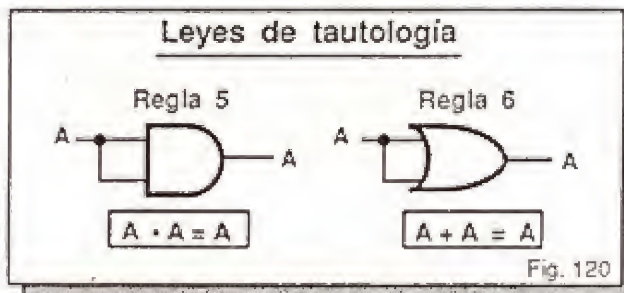 Leyes de tautología
Regla 5
Regla 6
A
A
A
A
A • A = A
A + A = A
Fig. 120